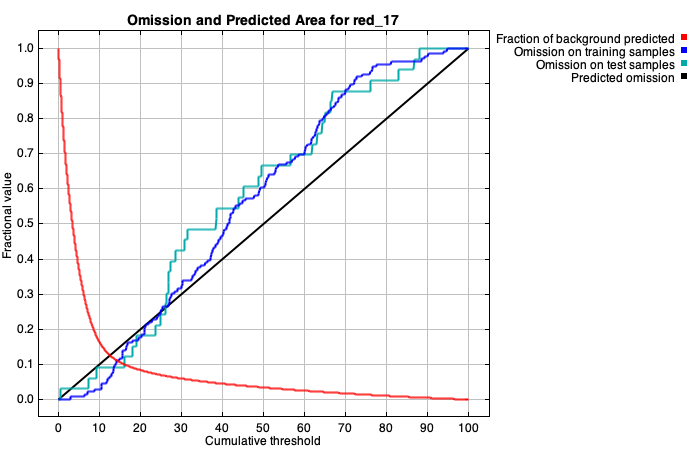 Omission and Predicted Area for red_17
Fraction of background predicted
Omission on training samples
Omission on test samples
Predicted omission
Fractional value
1.0
0.9
0.8
0.7
0.6
0.5
0.4
0.3
0.2
0.1
0.0
0 10 20 30 40 50 60 70 80 90 100
Cumulative threshold